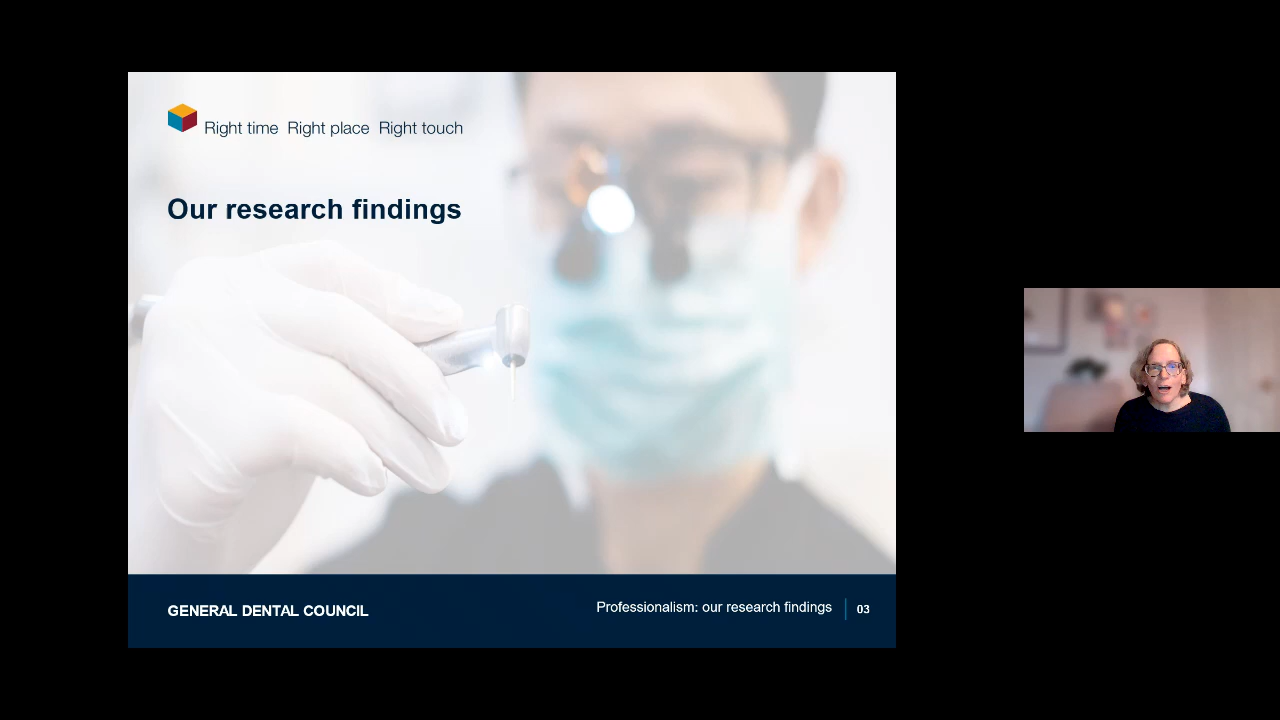 Right time Right place Right touch
Our research findings
GENERAL DENTAL COUNCIL
Professionalism: our research findings
03